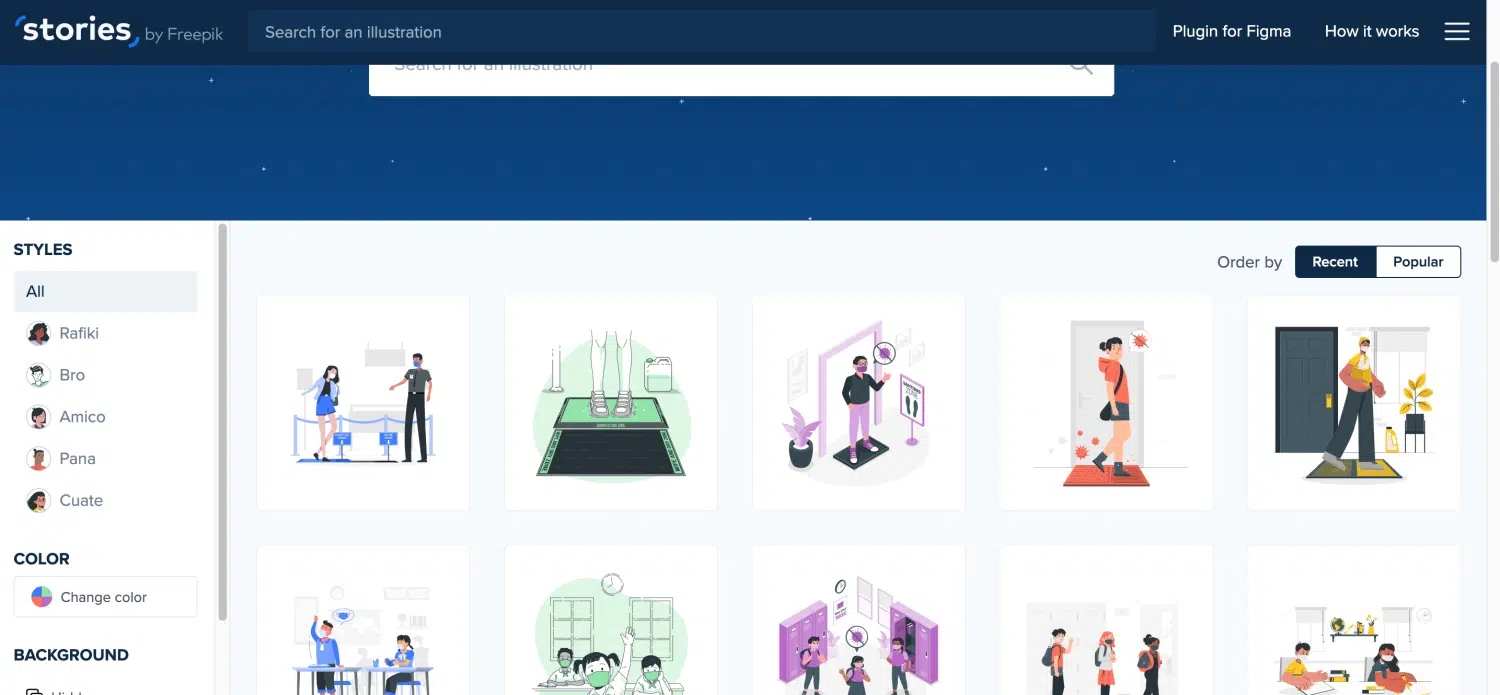 stories by Freepik
Search for an illustration
Plugin for Figma
How it works
Search for an illustration
STYLES
All
Rafiki
Bro
Amico
Pana
Cuate
COLOR
Change color
BACKGROUND
Order by
Recent
Popular